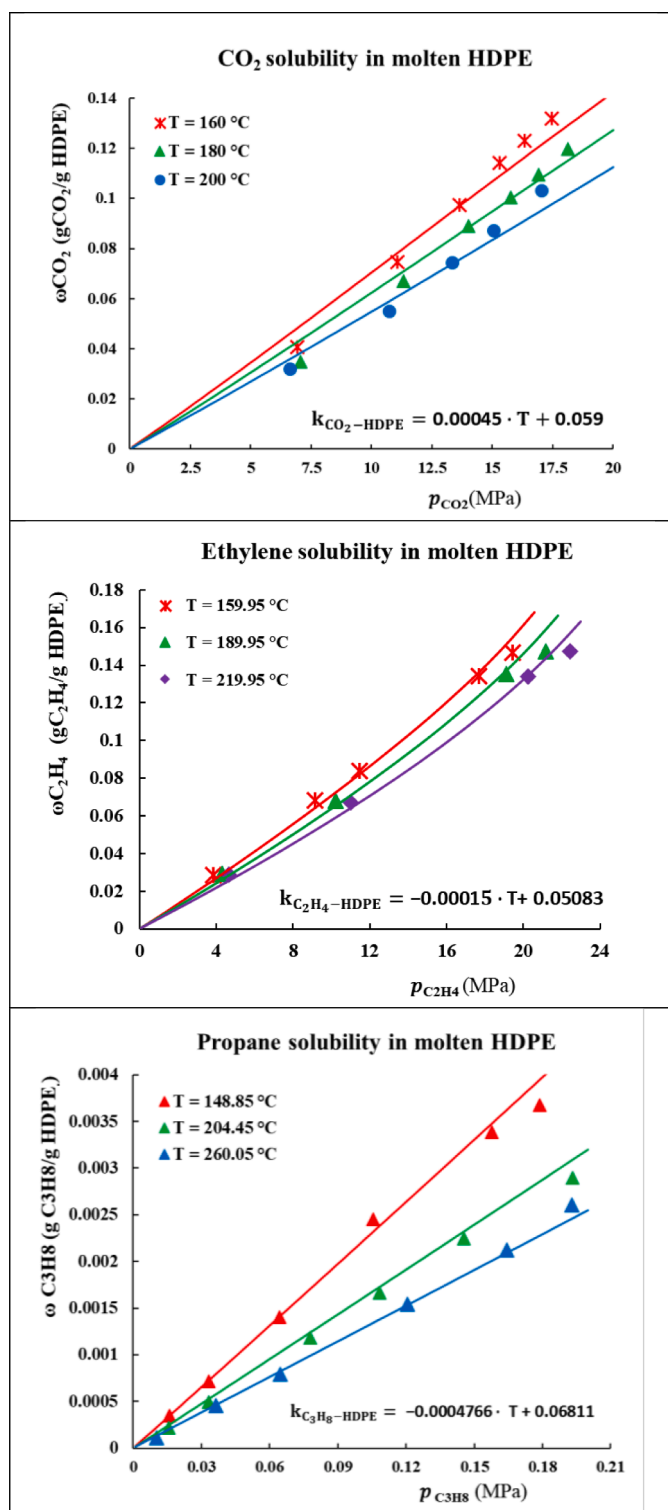 CO₂ solubility in molten HDPE
ωCO₂ (gCO₂/g HDPE)
0.14
0.12
0.1
0.08
0.06
0.04
0.02
0
T = 160 °C
T = 180 °C
T = 200 °C
k_CO₂−HDPE = 0.00045 · T + 0.059
0 2.5 5 7.5 10 12.5 15 17.5 20
p_CO2(MPa)
Ethylene solubility in molten HDPE
ωC₂H₄ (gC₂H₄/g HDPE)
0.18
0.16
0.14
0.12
0.1
0.08
0.06
0.04
0.02
0
T = 159.95 °C
T = 189.95 °C
T = 219.95 °C
k_C₂H₄−HDPE = −0.00015 · T+ 0.05083
0 4 8 12 16 20 24
p_C2H4 (MPa)
Propane solubility in molten HDPE
ω C3H8 (g C3H8/g HDPE)
0.004
0.0035
0.003
0.0025
0.002
0.0015
0.001
0.0005
0
T = 148.85 °C
T = 204.45 °C
T = 260.05 °C
k_C₃H₈−HDPE = −0.0004766 · T + 0.06811
0 0.03 0.06 0.09 0.12 0.15 0.18 0.21
p_C3H8 (MPa)